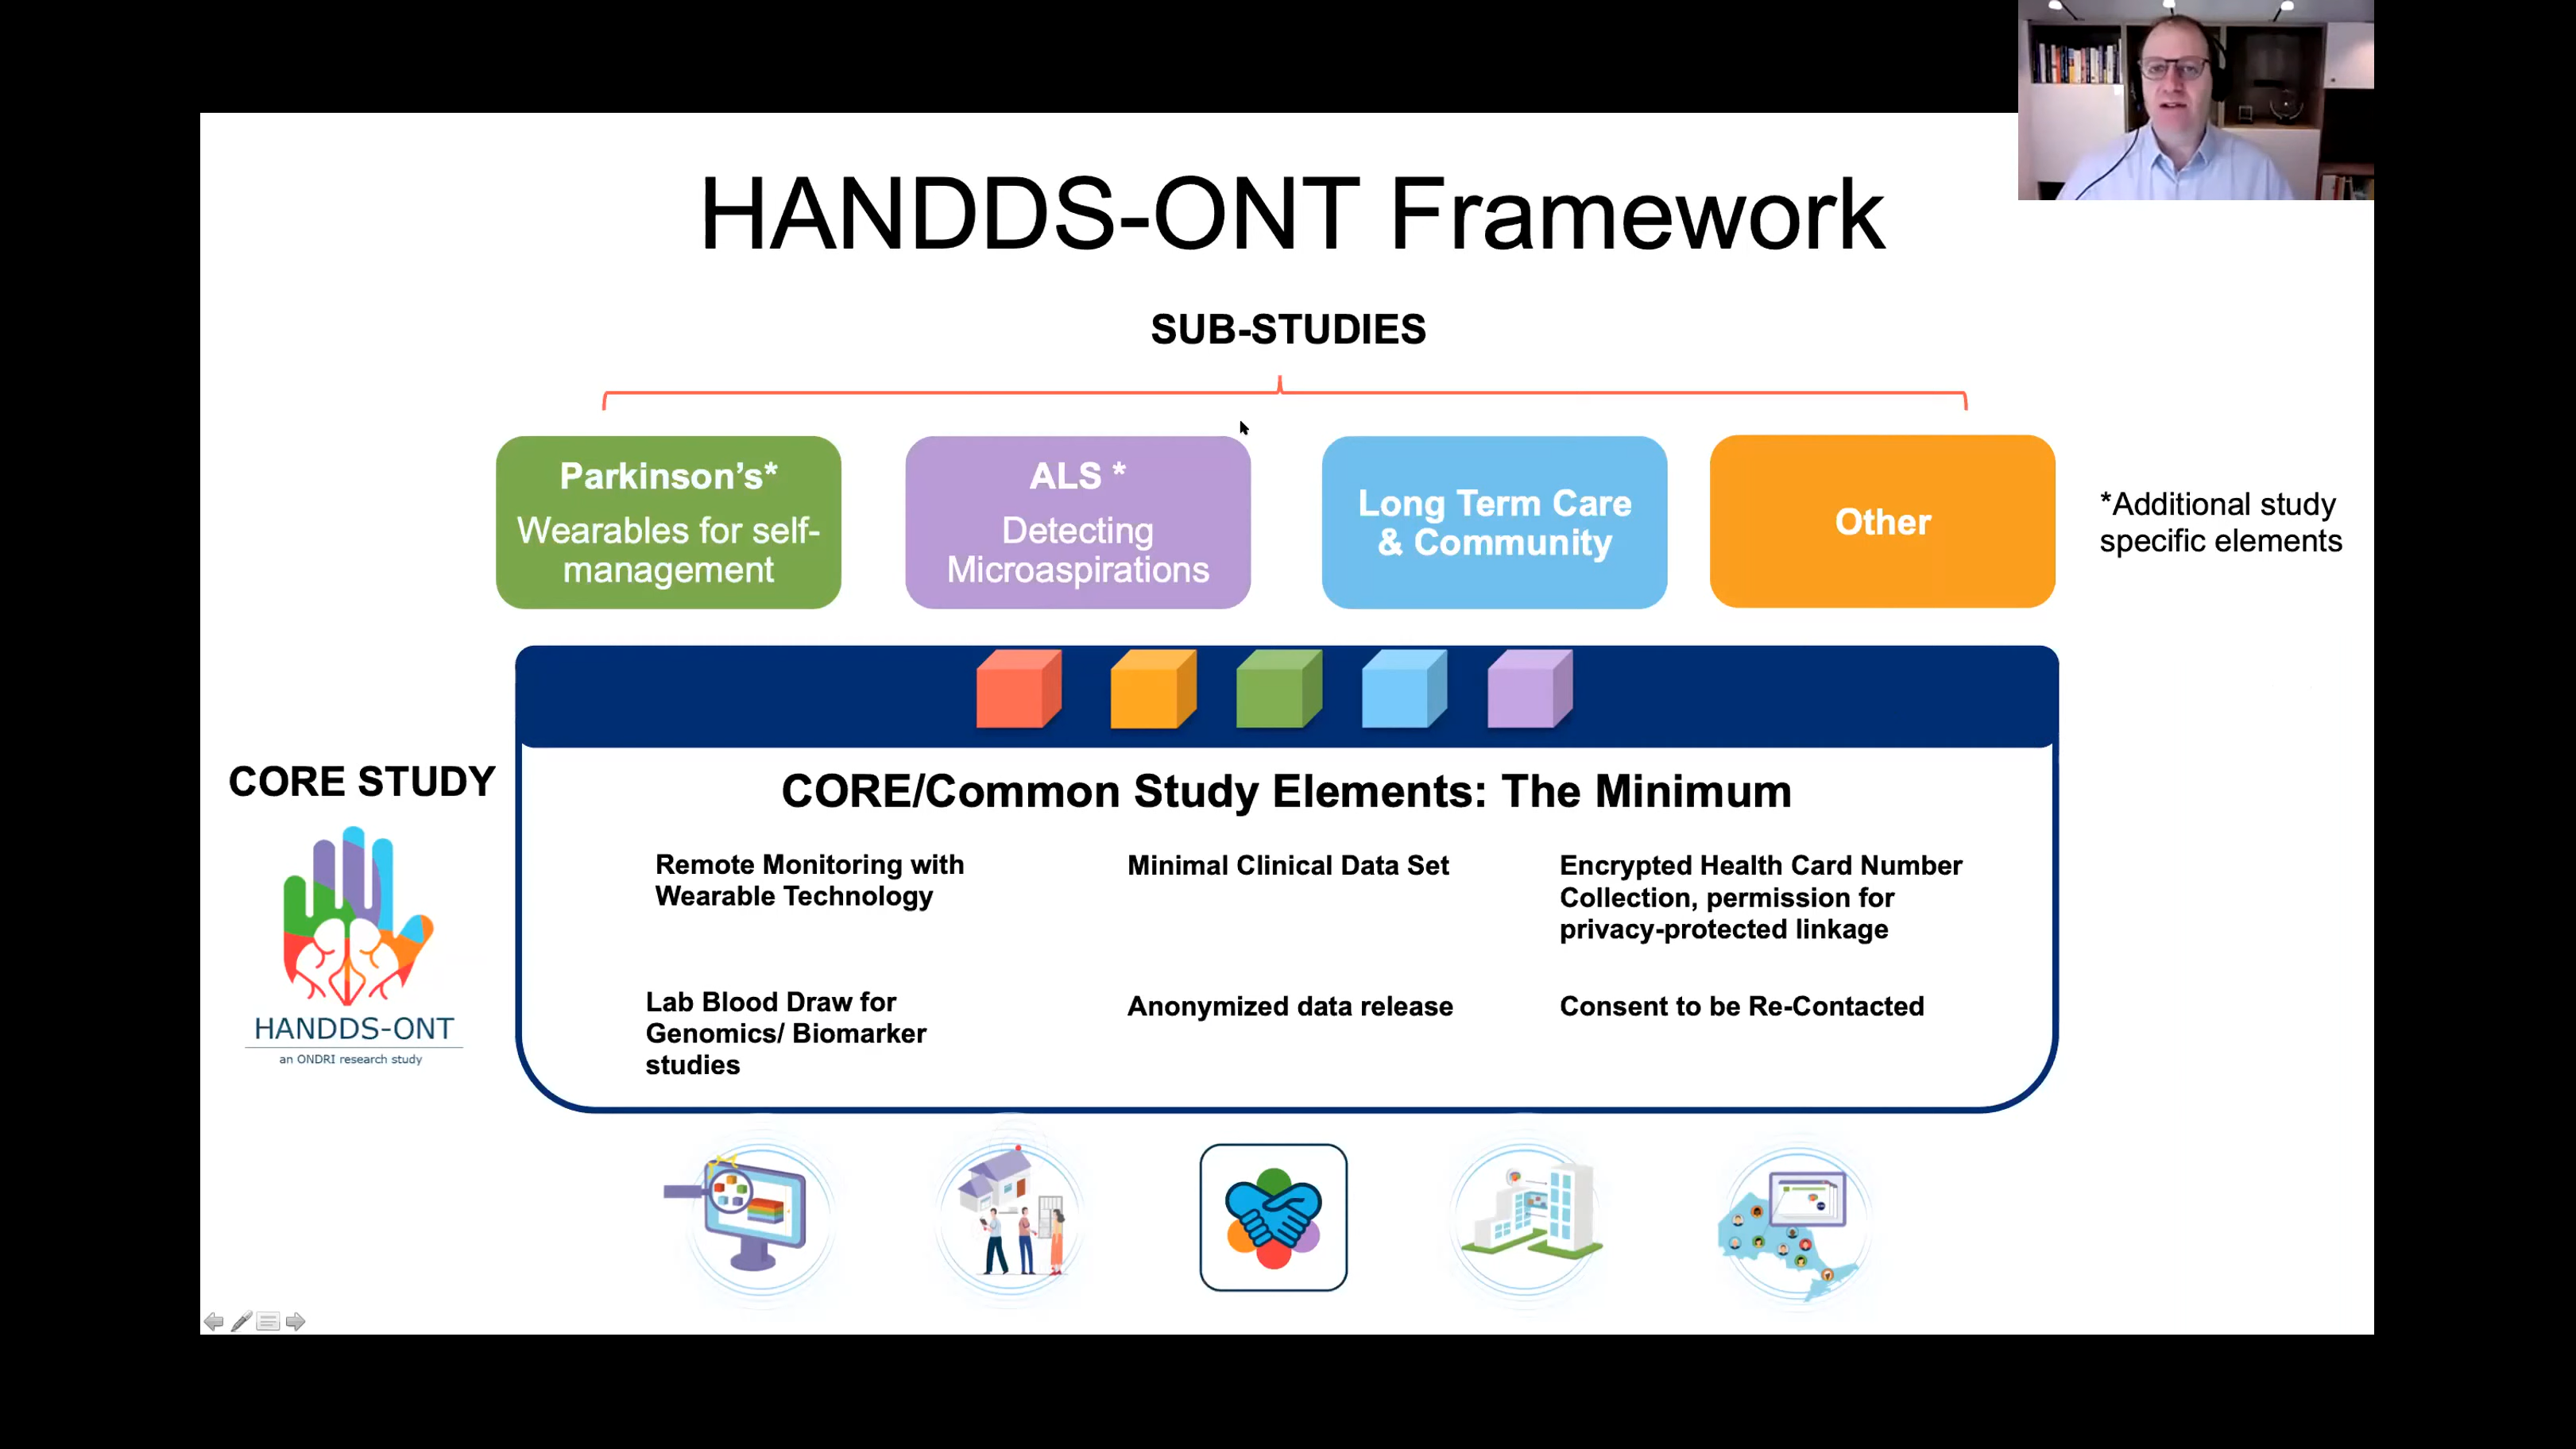 HANDDS-ONT Framework
SUB-STUDIES
Parkinson's*
Wearables for self-
management
ALS *
Detecting
Microaspirations
Long Term Care
& Community
Other
*Additional study
specific elements
CORE STUDY
HANDDS-ONT
an ONDRI research study
CORE/Common Study Elements: The Minimum
Remote Monitoring with
Wearable Technology
Minimal Clinical Data Set
Encrypted Health Card Number
Collection, permission for
privacy-protected linkage
Lab Blood Draw for
Genomics/ Biomarker
studies
Anonymized data release
Consent to be Re-Contacted